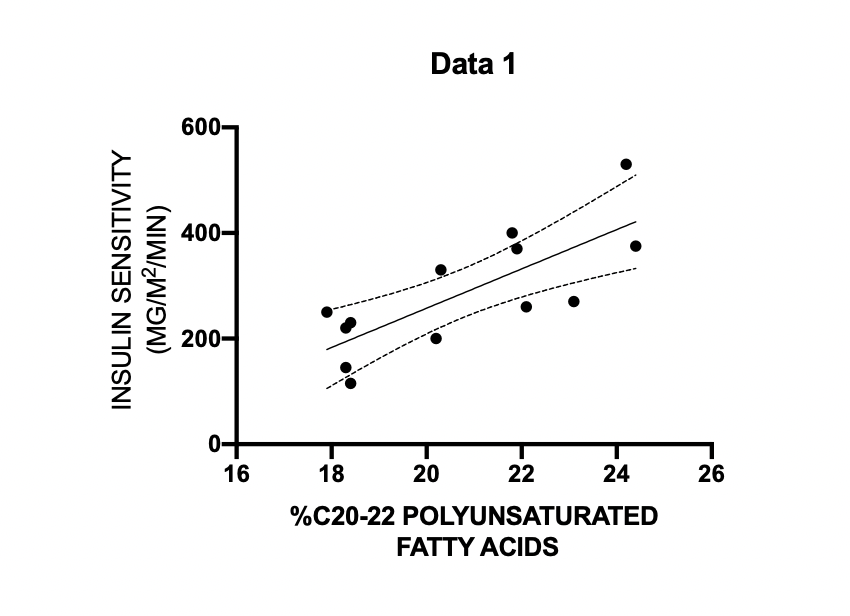 Data 1
INSULIN SENSITIVITY
(MG/M²/MIN)
600
400
200
0
16 18 20 22 24 26
%C20-22 POLYUNSATURATED
FATTY ACIDS